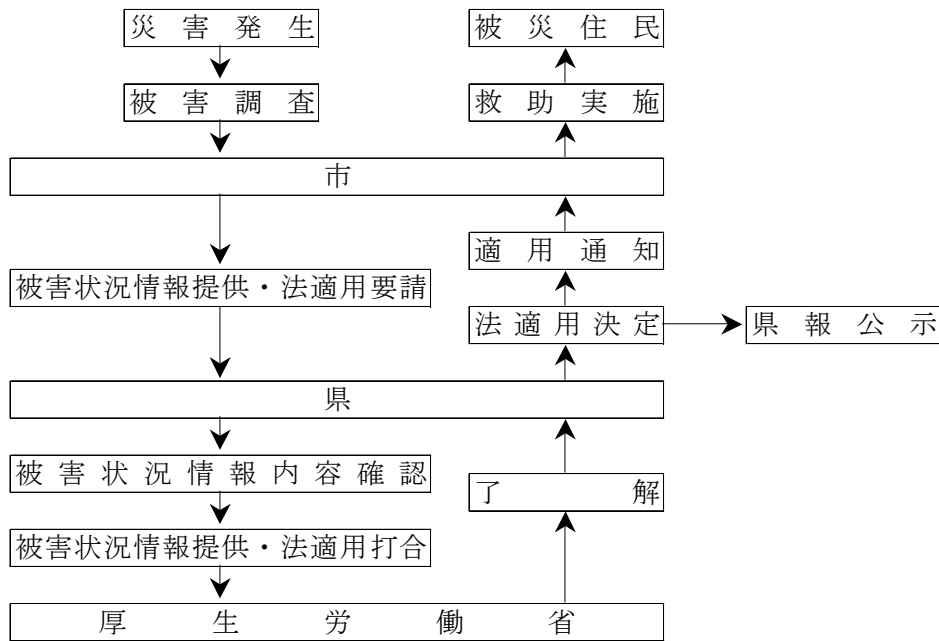 災害発生
被災住民
被害調査
救助実施
市
適用通知
被害状況情報提供・法適用要請
法適用決定
県報公示
県
被害状況情報内容確認
了解
被害状況情報提供・法適用打合
厚生労働省